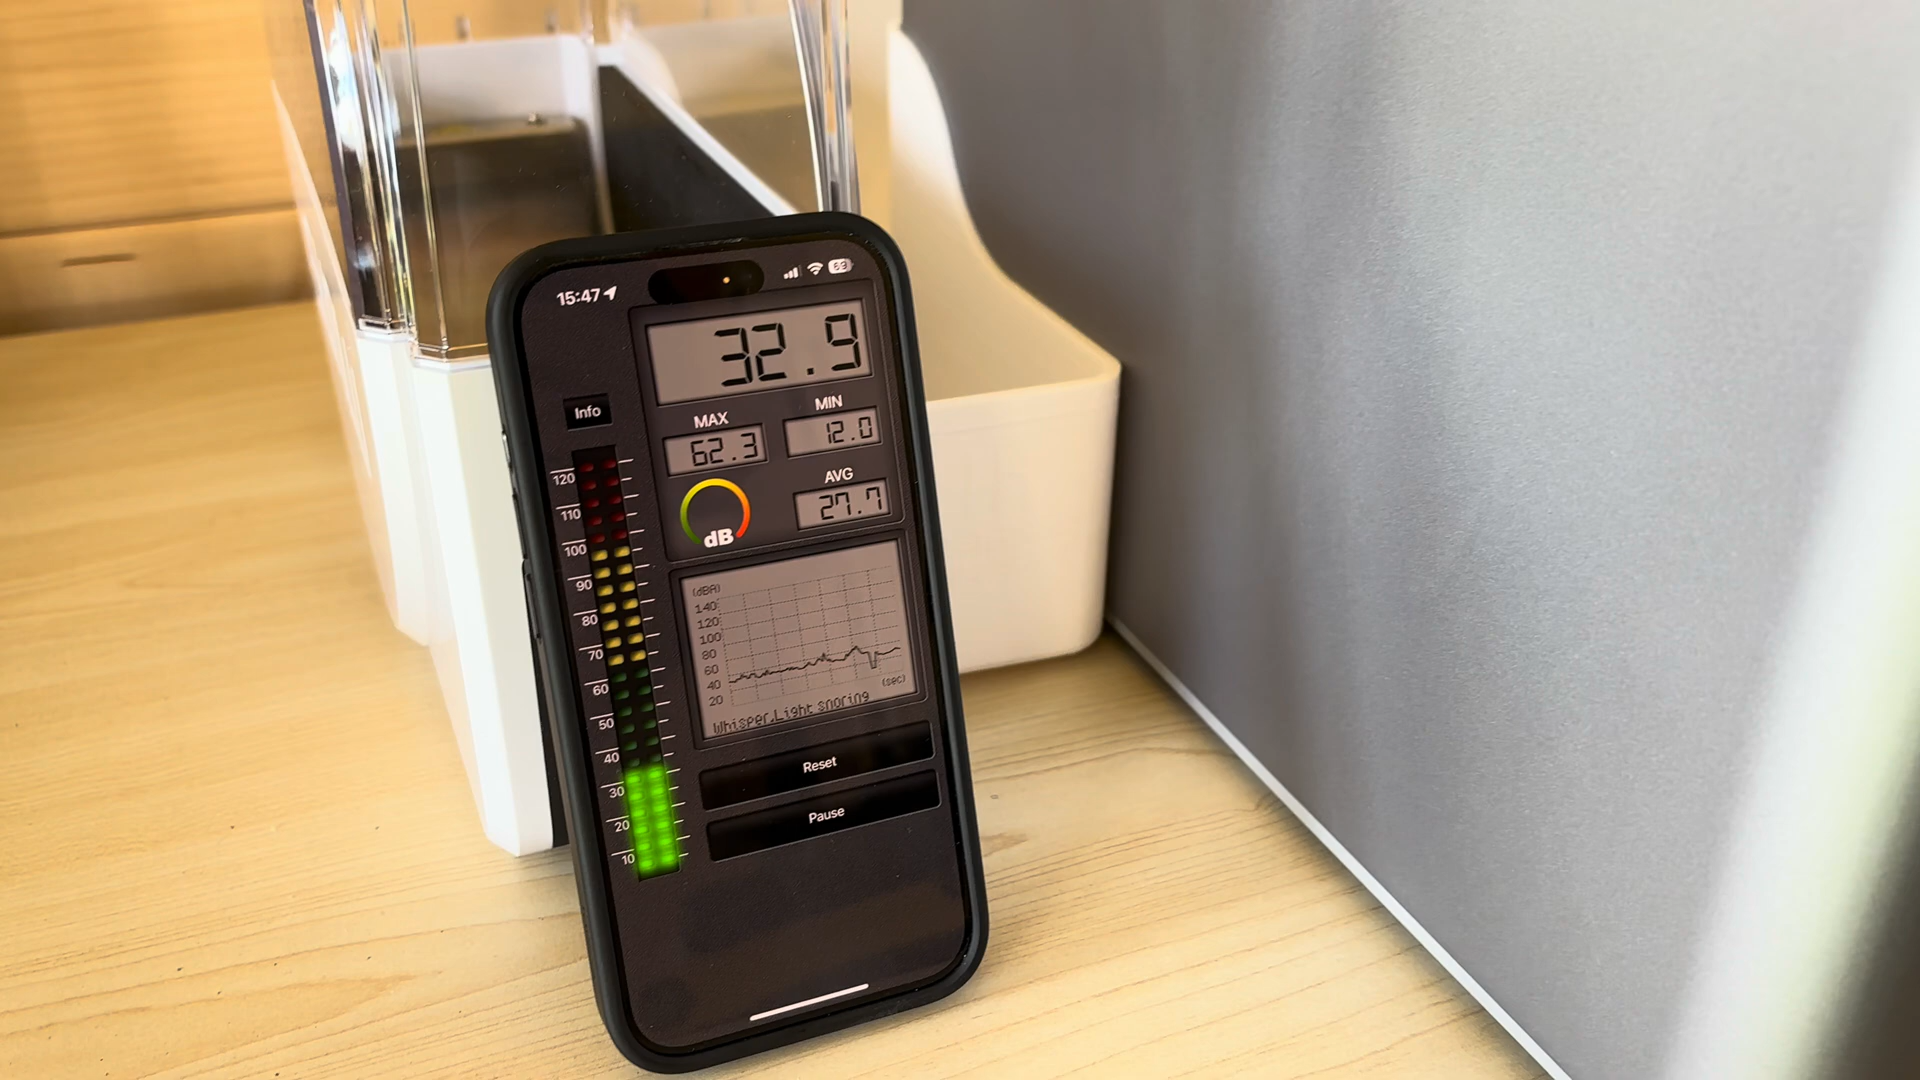 15:47
69
32.9
Info
MAX
MIN
62.3
12.0
AVG
27.7
dB
120
110
100
90
80
70
60
50
40
30
20
10
(dBA)
140
120
100
80
60
40
20
(sec)
Whisper,Light snoring
Reset
Pause